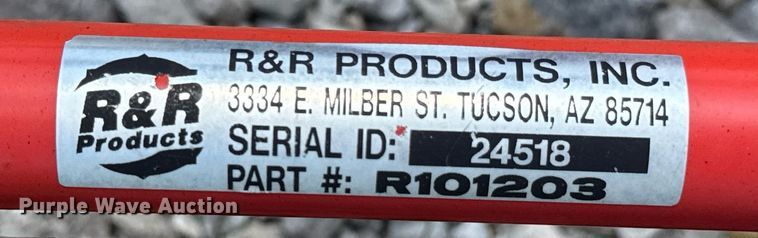 R&R
Products
R&R PRODUCTS, INC.
3334 E. MILBER ST. TUCSON, AZ 85714
SERIAL ID: 24518
PART #: R101203
Purple Wave Auction